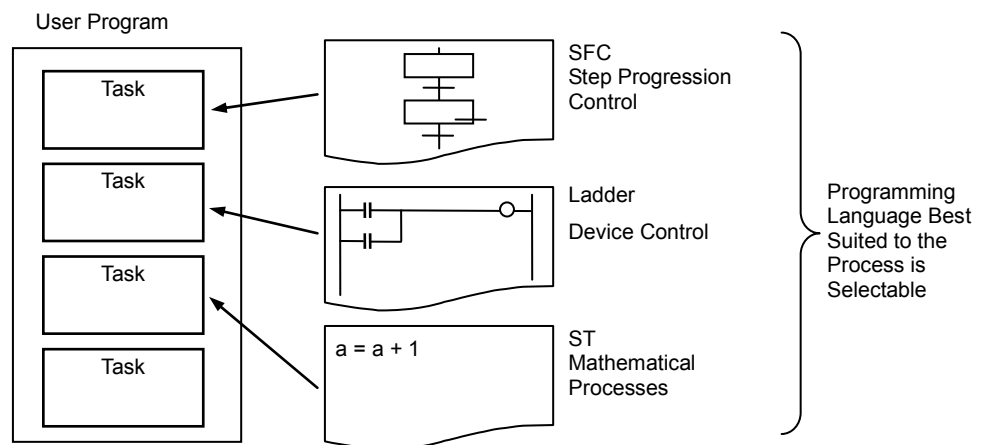 User Program
Task
Task
Task
Task
SFC
Step Progression
Control
Ladder
Device Control
a = a + 1
ST
Mathematical
Processes
Programming
Language Best
Suited to the
Process is
Selectable